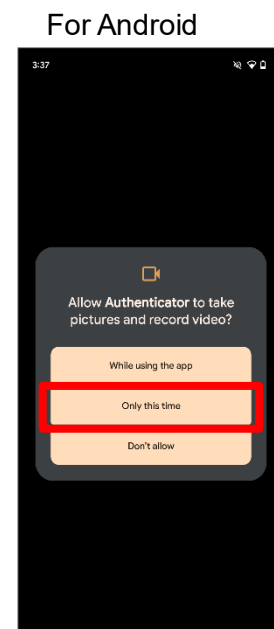 For Android
3:37
Allow Authenticator to take
pictures and record video?
While using the app
Only this time
Don't allow